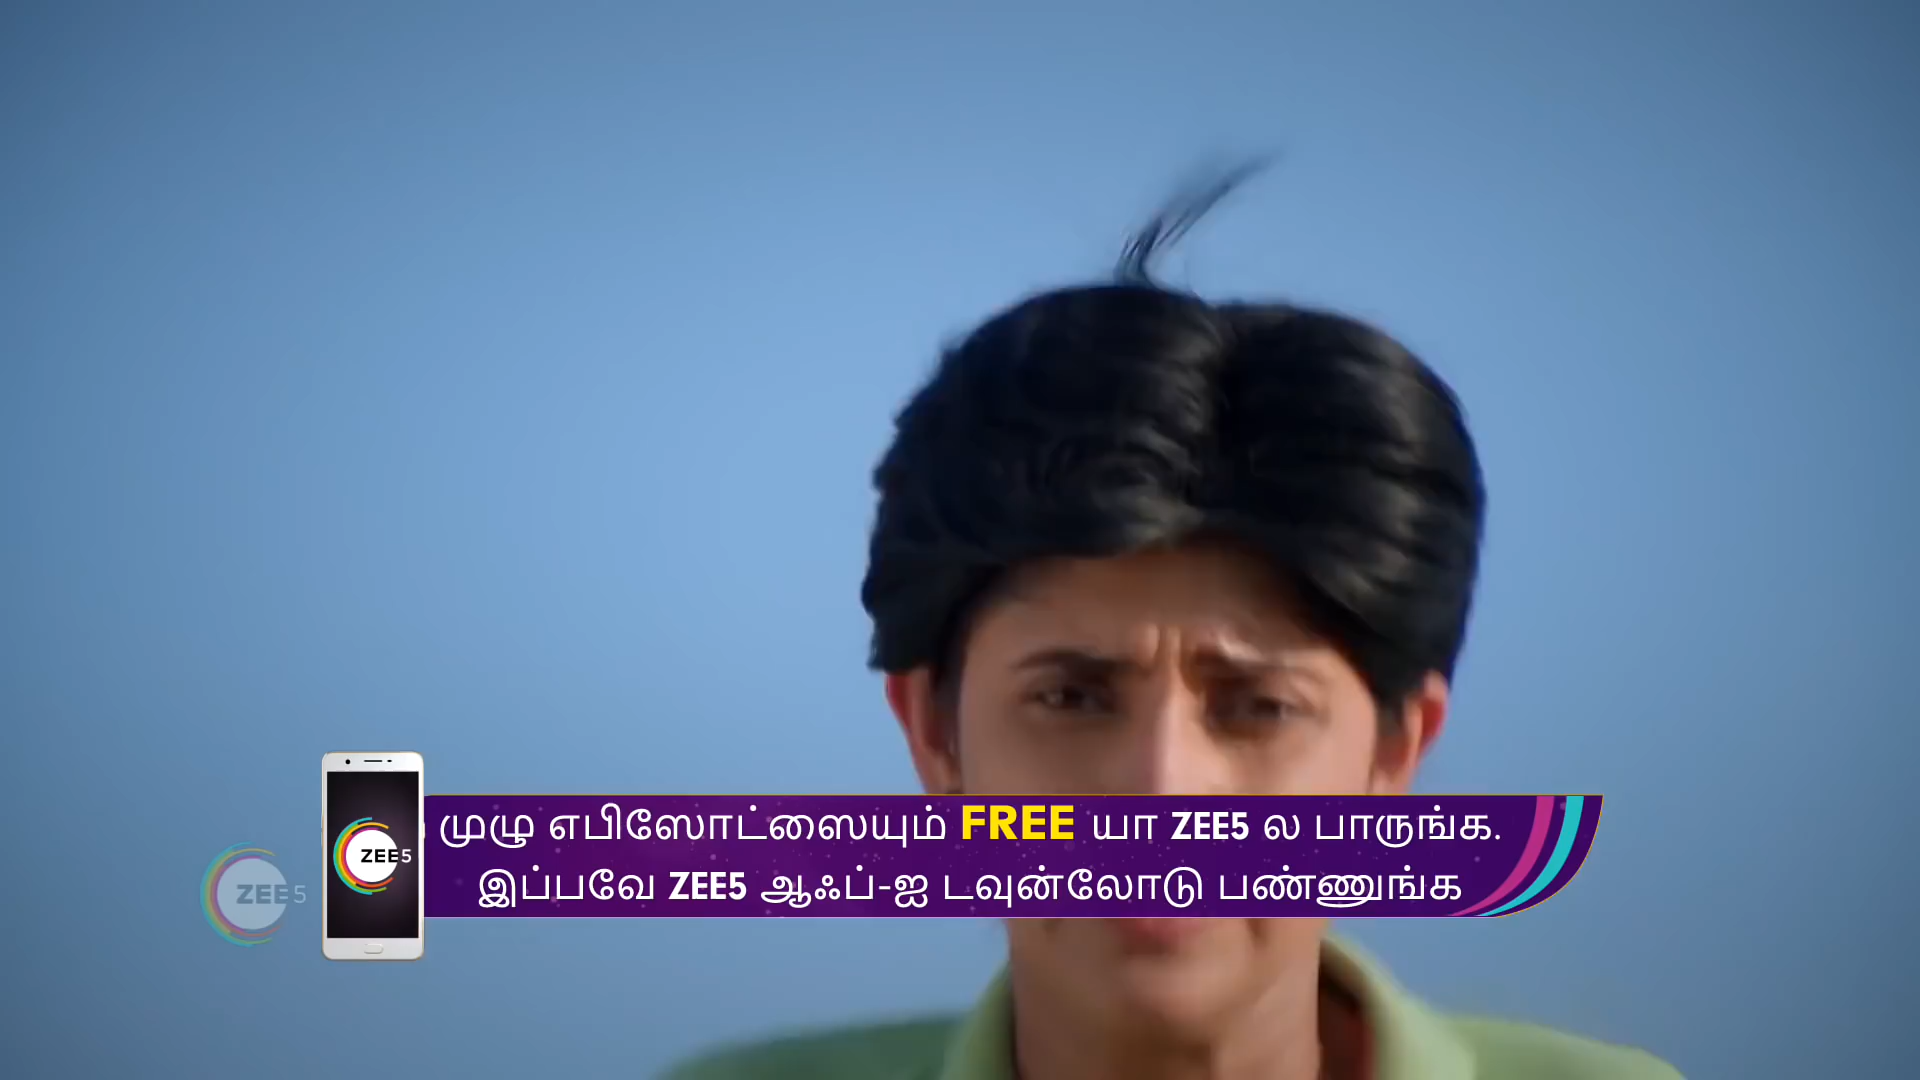 முழு எபிஸோட்ஸையும் FREE யா ZEE5 ல பாருங்க.
இப்பவே ZEE5 ஆஃப்-ஐ டவுன்லோடு பண்ணுங்க
ZEE5
ZEE5